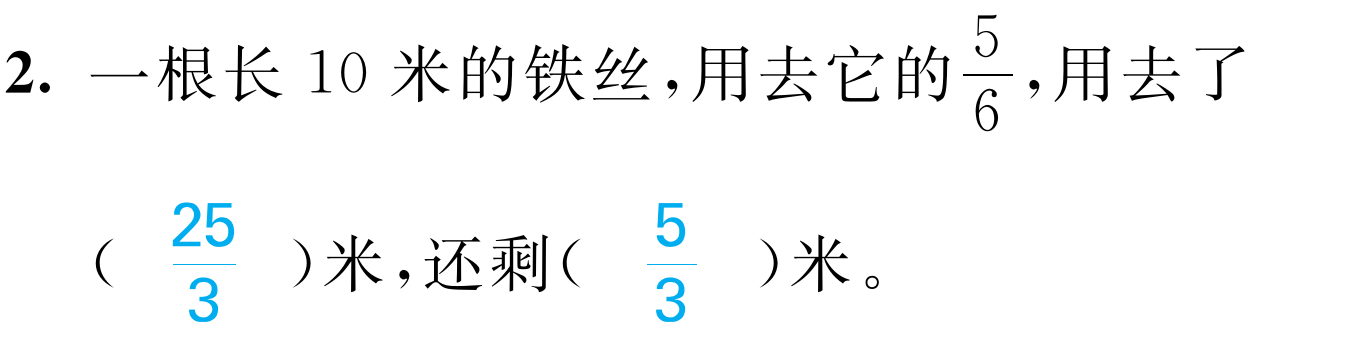 2. 一根长 10 米的铁丝,用去它的5/6,用去了
( 25/3 )米,还剩( 5/3 )米。